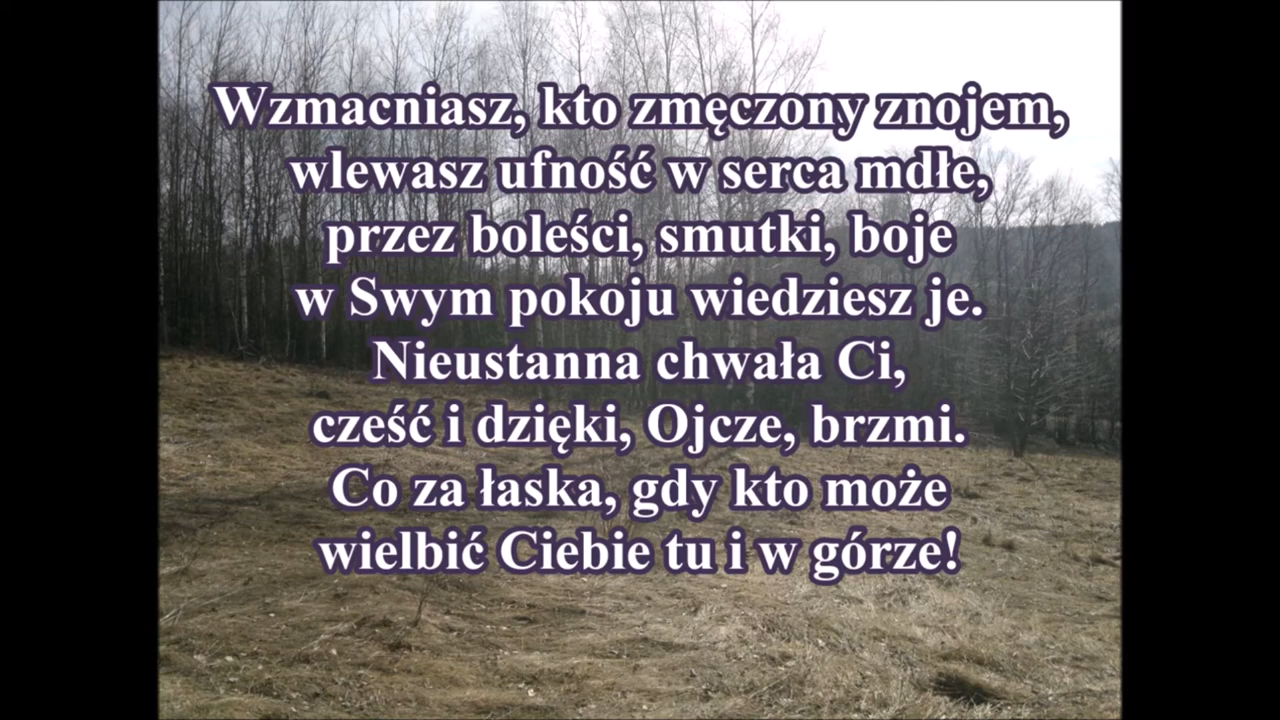 Wzmacniasz, kto zmęczony znojem,
wlewasz ufność w serca mdłe,
przez boleści, smutki, boje
w Swym pokoju wiedziesz je.
Nieustanna chwała Ci,
cześć i dzięki, Ojcze, brzmi.
Co za łaska, gdy kto może
wielbić Ciebie tu i w górze!